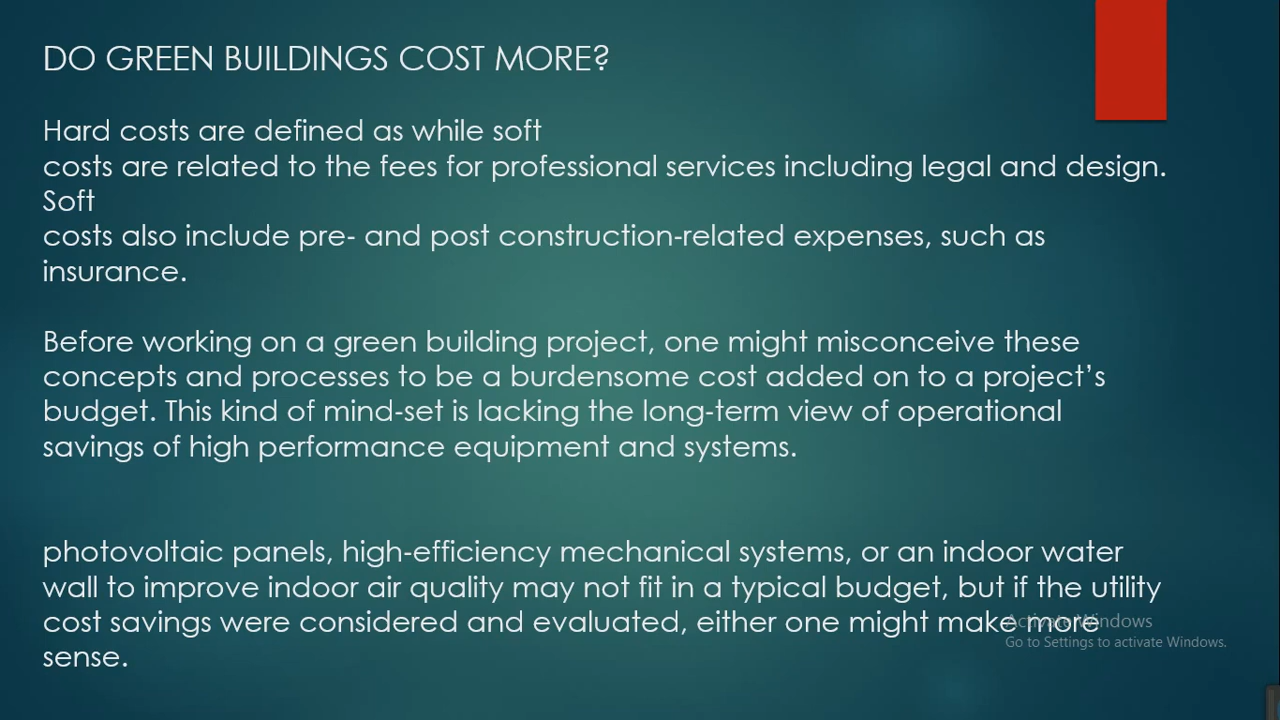 DO GREEN BUILDINGS COST MORE?
Hard costs are defined as while soft
costs are related to the fees for professional services including legal and design.
Soft
costs also include pre- and post construction-related expenses, such as
insurance.
Before working on a green building project, one might misconceive these
concepts and processes to be a burdensome cost added on to a project’s
budget. This kind of mind-set is lacking the long-term view of operational
savings of high performance equipment and systems.
photovoltaic panels, high-efficiency mechanical systems, or an indoor water
wall to improve indoor air quality may not fit in a typical budget, but if the utility
cost savings were considered and evaluated, either one might make more
sense.
Activate Windows
Go to Settings to activate Windows.